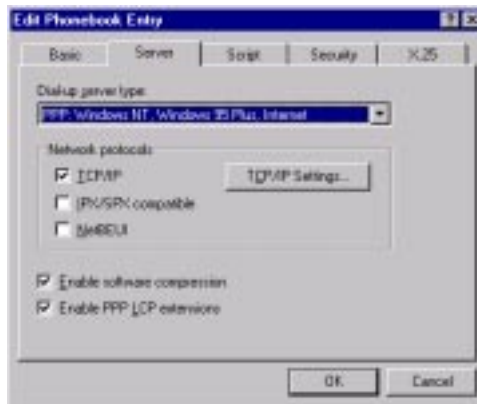 Edit Phonebook Entry
Basic Server Script Security X.25
Dial-up server type:
PPP: Windows NT, Windows 95 Plus, Internet
Network protocols
TCP/IP TCP/IP Settings...
IPX/SPX compatible
NetBEUI
Enable software compression
Enable PPP LCP extensions
OK Cancel